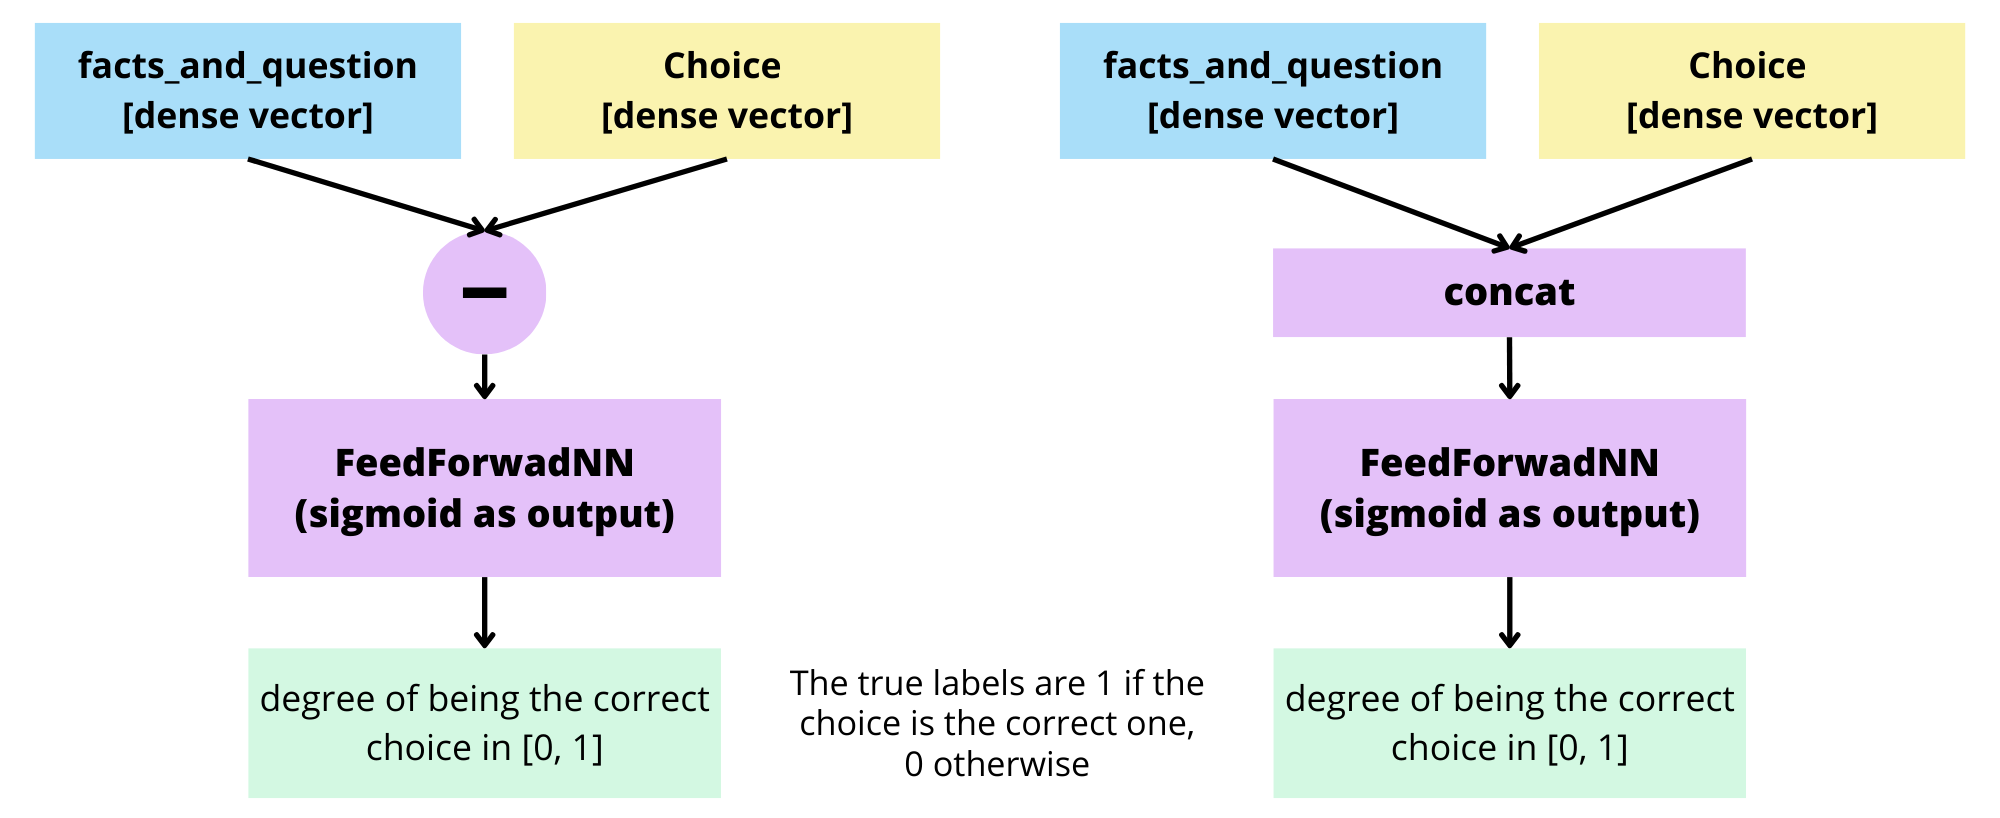 facts_and_question
[dense vector]
Choice
[dense vector]
facts_and_question
[dense vector]
Choice
[dense vector]
–
concat
FeedForwadNN
(sigmoid as output)
FeedForwadNN
(sigmoid as output)
degree of being the correct
choice in [0, 1]
The true labels are 1 if the
choice is the correct one,
0 otherwise
degree of being the correct
choice in [0, 1]